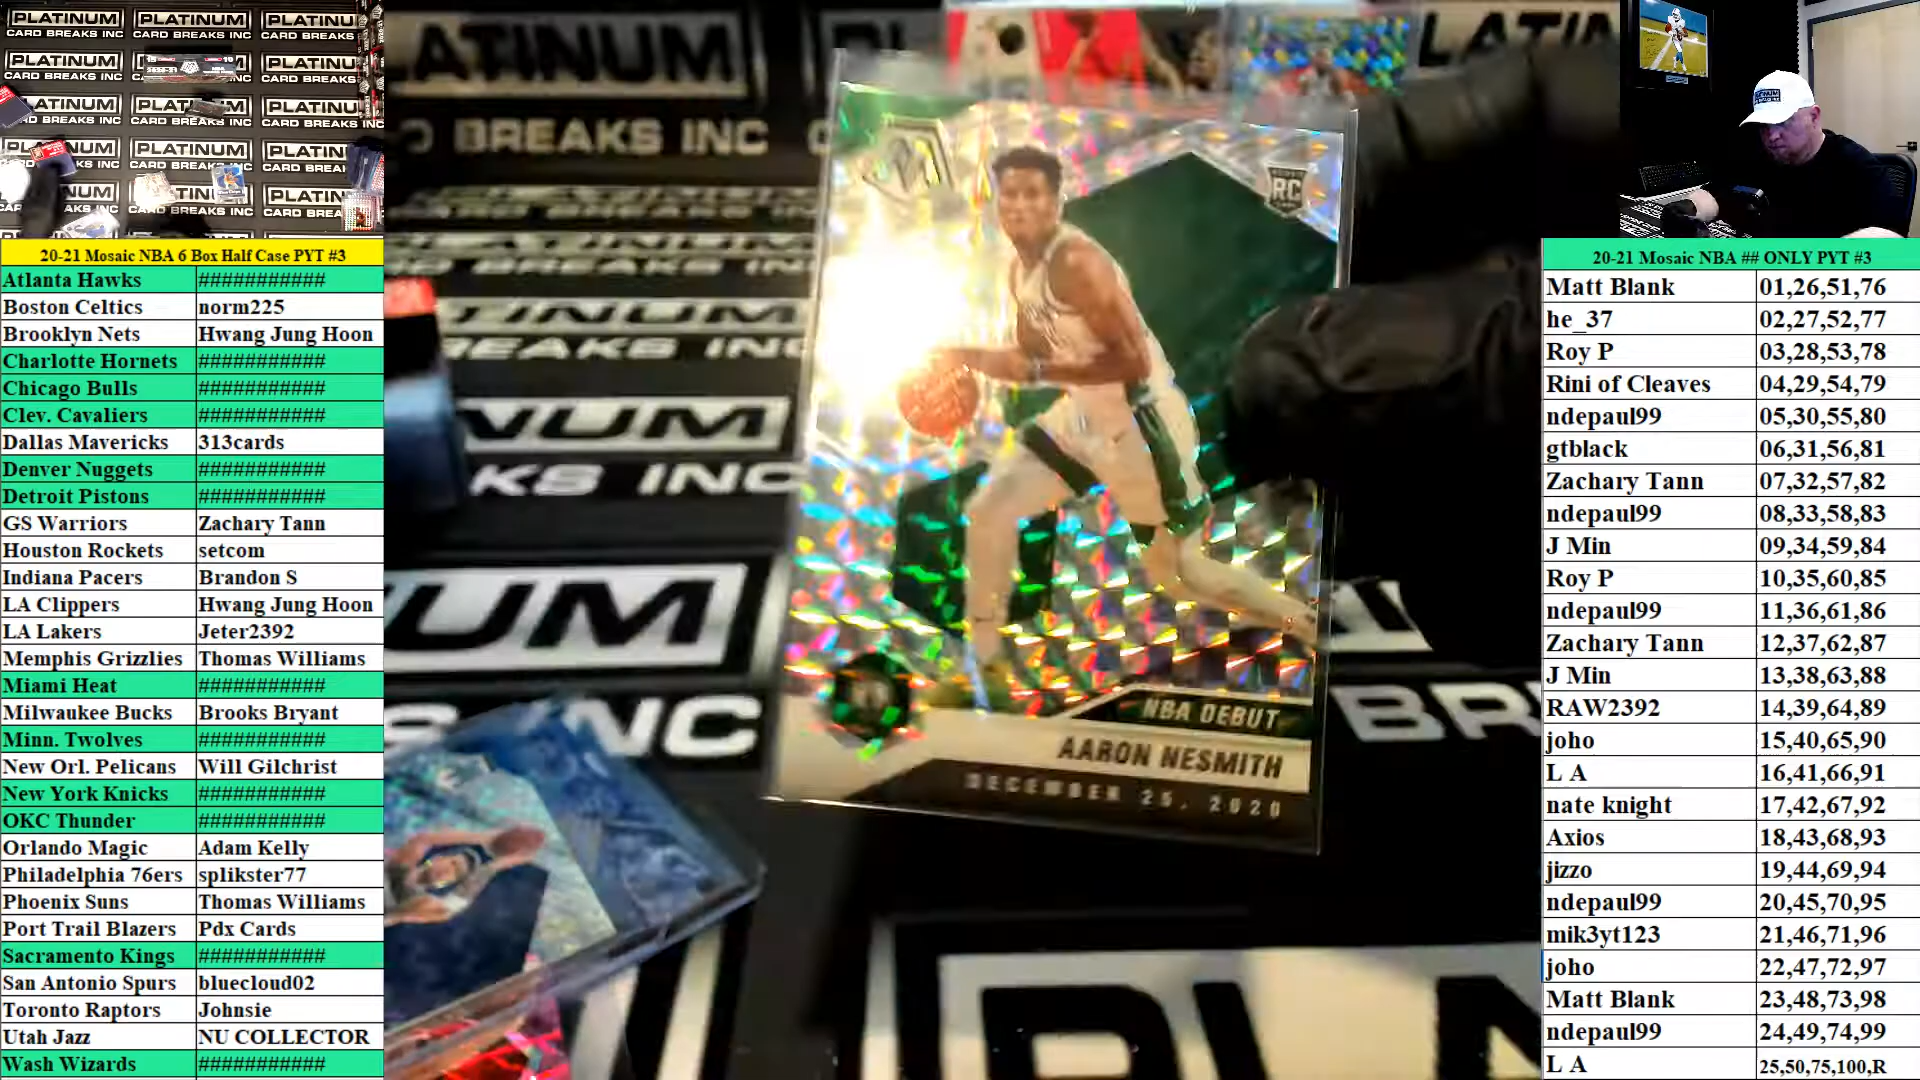 PLATINUM PLATINUM PLATINUM
CARD BREAKS INC CARD BREAKS INC CARD BREAKS INC
20-21 Mosaic NBA 6 Box Half Case PYT #3
Atlanta Hawks ###########
Boston Celtics norm225
Brooklyn Nets Hwang Jung Hoon
Charlotte Hornets ###########
Chicago Bulls ###########
Clev. Cavaliers ###########
Dallas Mavericks 313cards
Denver Nuggets ###########
Detroit Pistons ###########
GS Warriors Zachary Tann
Houston Rockets setcom
Indiana Pacers Brandon S
LA Clippers Hwang Jung Hoon
LA Lakers Jeter2392
Memphis Grizzlies Thomas Williams
Miami Heat ###########
Milwaukee Bucks Brooks Bryant
Minn. Twolves ###########
New Orl. Pelicans Will Gilchrist
New York Knicks ###########
OKC Thunder ###########
Orlando Magic Adam Kelly
Philadelphia 76ers splikster77
Phoenix Suns Thomas Williams
Port Trail Blazers Pdx Cards
Sacramento Kings ###########
San Antonio Spurs bluecloud02
Toronto Raptors Johnsie
Utah Jazz NU COLLECTOR
Wash Wizards ###########
RC
NBA DEBUT
AARON NESMITH
DECEMBER 25, 2020
20-21 Mosaic NBA ## ONLY PYT #3
Matt Blank 01,26,51,76
he_37 02,27,52,77
Roy P 03,28,53,78
Rini of Cleaves 04,29,54,79
ndepaul99 05,30,55,80
gtblack 06,31,56,81
Zachary Tann 07,32,57,82
ndepaul99 08,33,58,83
J Min 09,34,59,84
Roy P 10,35,60,85
ndepaul99 11,36,61,86
Zachary Tann 12,37,62,87
J Min 13,38,63,88
RAW2392 14,39,64,89
joho 15,40,65,90
L A 16,41,66,91
nate knight 17,42,67,92
Axios 18,43,68,93
jizzo 19,44,69,94
ndepaul99 20,45,70,95
mik3yt123 21,46,71,96
joho 22,47,72,97
Matt Blank 23,48,73,98
ndepaul99 24,49,74,99
L A 25,50,75,100,R